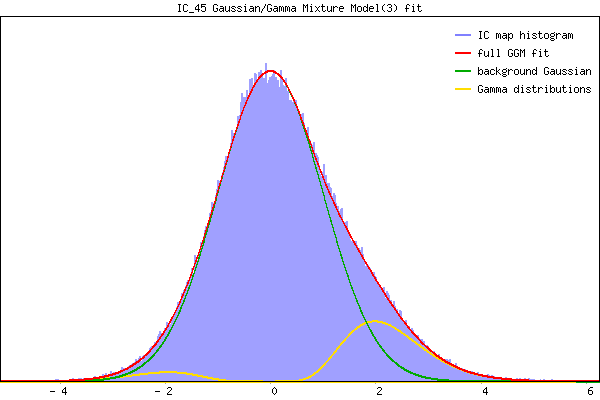 IC_45 Gaussian/Gamma Mixture Model(3) fit
IC map histogram
full GGM fit
background Gaussian
Gamma distributions
-4 -2 0 2 4 6